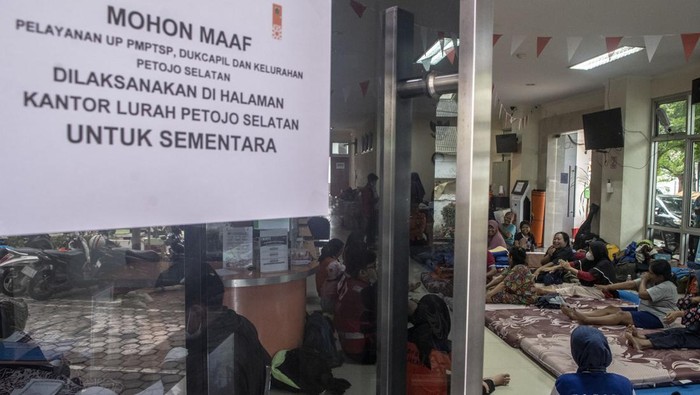 MOHON MAAF
PELAYANAN UP PMPTSP, DUKCAPIL DAN KELURAHAN
PETOJO SELATAN
DILAKSANAKAN DI HALAMAN
KANTOR LURAH PETOJO SELATAN
UNTUK SEMENTARA